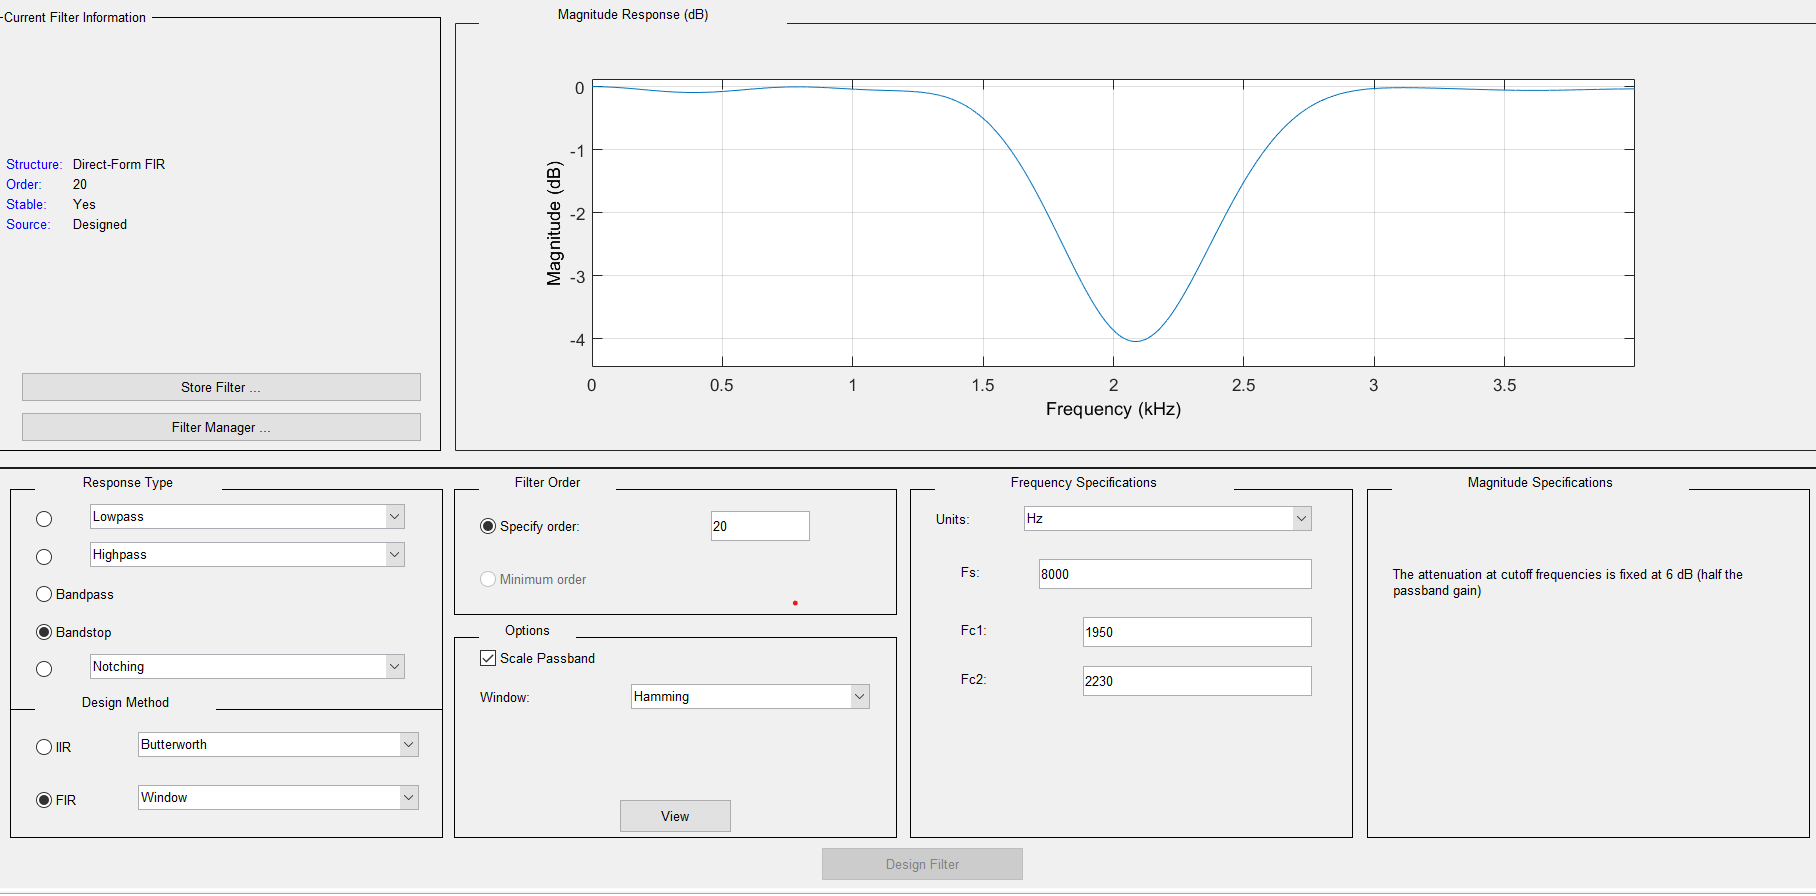 Current Filter Information
Structure: Direct-Form FIR
Order: 20
Stable: Yes
Source: Designed
Store Filter ...
Filter Manager ...
Magnitude Response (dB)
0
-1
-2
-3
-4
Magnitude (dB)
0 0.5 1 1.5 2 2.5 3 3.5
Frequency (kHz)
Response Type
Lowpass
Highpass
Bandpass
Bandstop
Notching
Design Method
IIR Butterworth
FIR Window
Filter Order
Specify order: 20
Minimum order
Options
Scale Passband
Window: Hamming
View
Frequency Specifications
Units: Hz
Fs: 8000
Fc1: 1950
Fc2: 2230
Magnitude Specifications
The attenuation at cutoff frequencies is fixed at 6 dB (half the
passband gain)
Design Filter